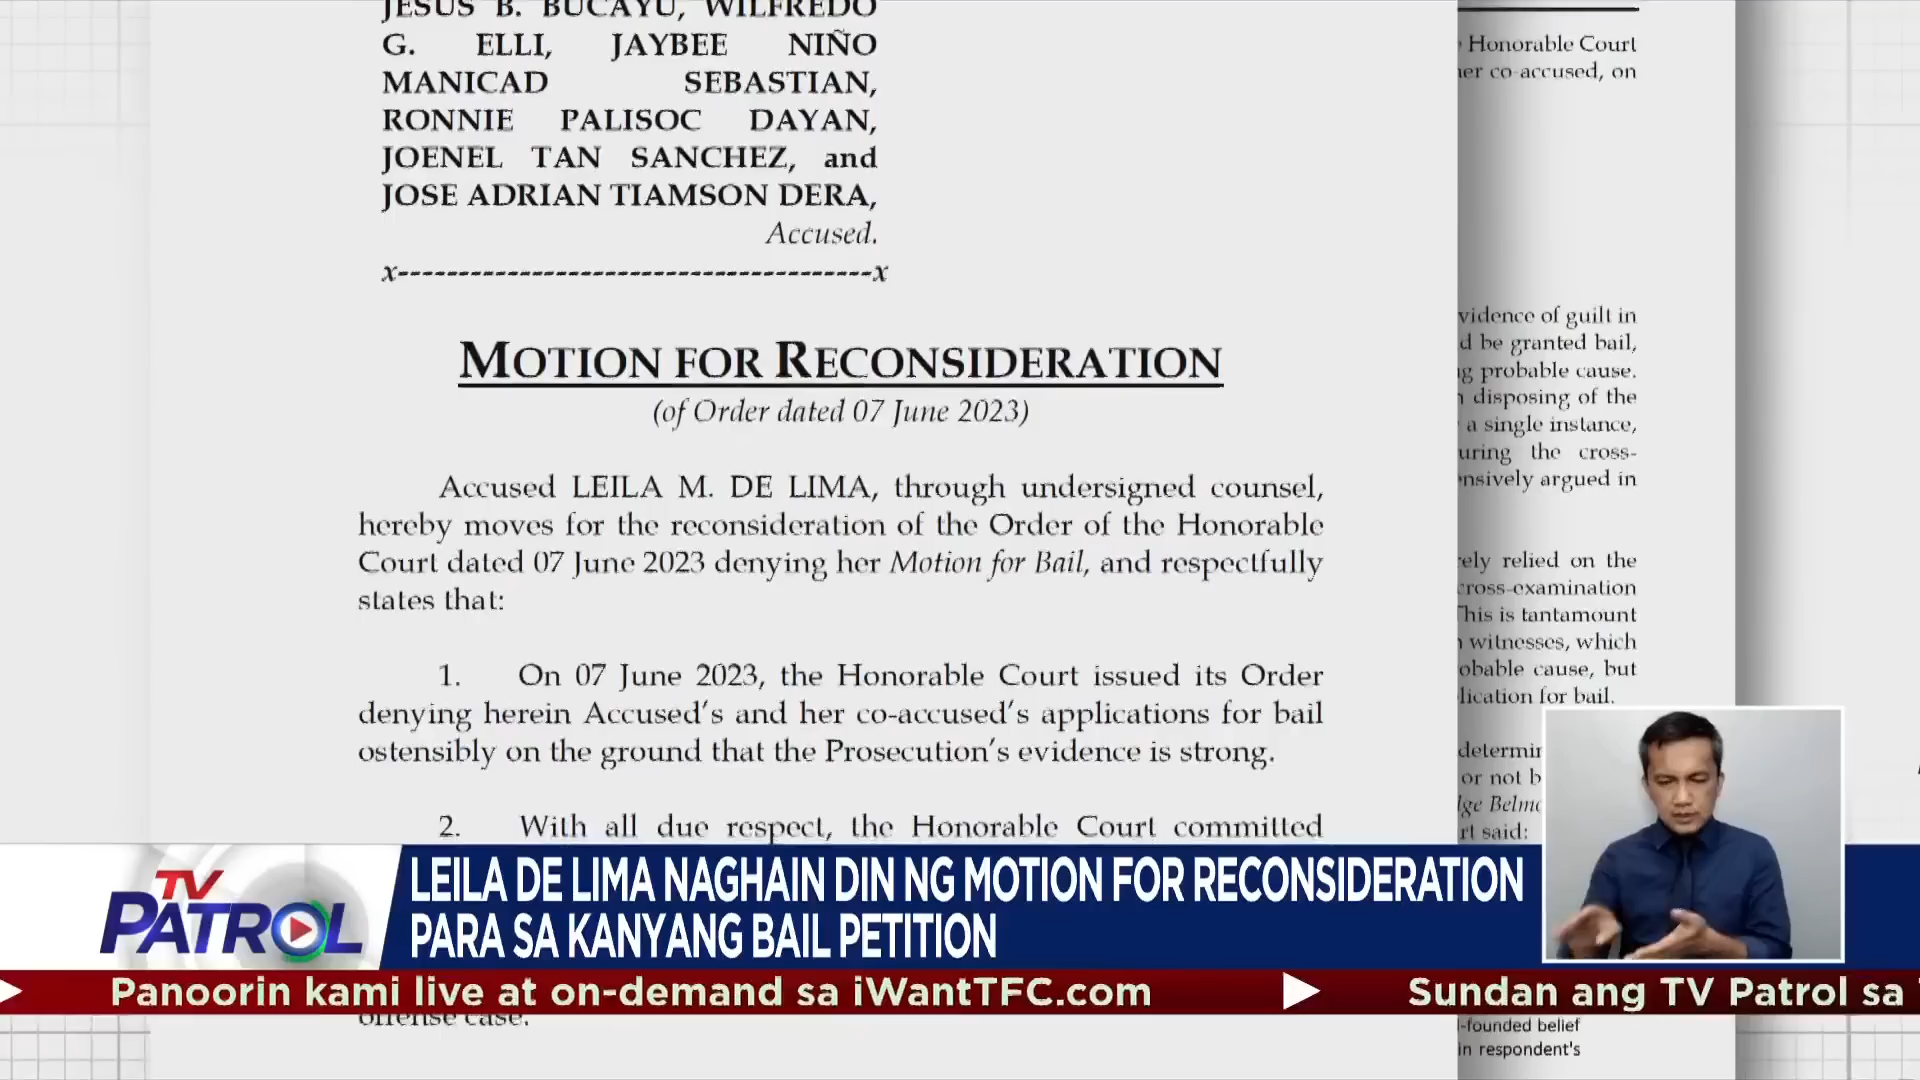 JESUS B. BUCAYU, WILFREDO
G. ELLI, JAYBEE NIÑO
MANICAD SEBASTIAN,
RONNIE PALISOC DAYAN,
JOENEL TAN SANCHEZ, and
JOSE ADRIAN TIAMSON DERA,
Accused.
x-------------------------------------x
MOTION FOR RECONSIDERATION
(of Order dated 07 June 2023)
Accused LEILA M. DE LIMA, through undersigned counsel,
hereby moves for the reconsideration of the Order of the Honorable
Court dated 07 June 2023 denying her Motion for Bail, and respectfully
states that:
1. On 07 June 2023, the Honorable Court issued its Order
denying herein Accused's and her co-accused's applications for bail
ostensibly on the ground that the Prosecution's evidence is strong.
2. With all due respect, the Honorable Court committed
offense case.
Honorable Court
her co-accused, on
vidence of guilt in
d be granted bail,
g probable cause.
disposing of the
a single instance,
uring the cross-
nsively argued in
rely relied on the
cross-examination
This is tantamount
witnesses, which
obable cause, but
lication for bail.
determin
or not b
lge Belmo
rt said:
-founded belief
in respondent's
TV
PATROL
LEILA DE LIMA NAGHAIN DIN NG MOTION FOR RECONSIDERATION
PARA SA KANYANG BAIL PETITION
Panoorin kami live at on-demand sa iWantTFC.com
Sundan ang TV Patrol sa